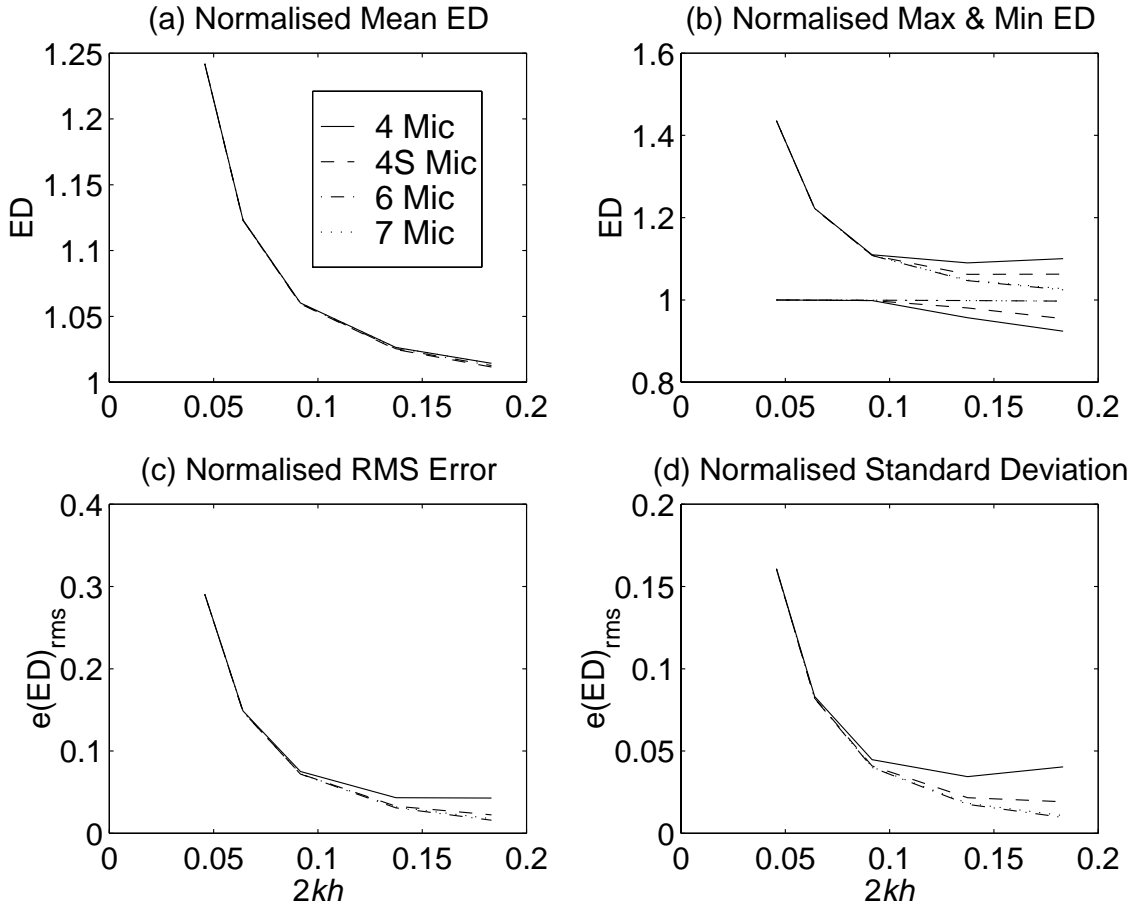 (a) Normalised Mean ED
1.25
1.2
1.15
1.1
1.05
1
ED
0
0.05
0.1
0.15
0.2
4 Mic
4S Mic
6 Mic
7 Mic
(b) Normalised Max & Min ED
1.6
1.4
1.2
1
0.8
ED
0
0.05
0.1
0.15
0.2
(c) Normalised RMS Error
0.4
0.3
0.2
0.1
0
e(ED)rms
0
0.05
0.1
0.15
0.2
2kh
(d) Normalised Standard Deviation
0.2
0.15
0.1
0.05
0
e(ED)rms
0
0.05
0.1
0.15
0.2
2kh